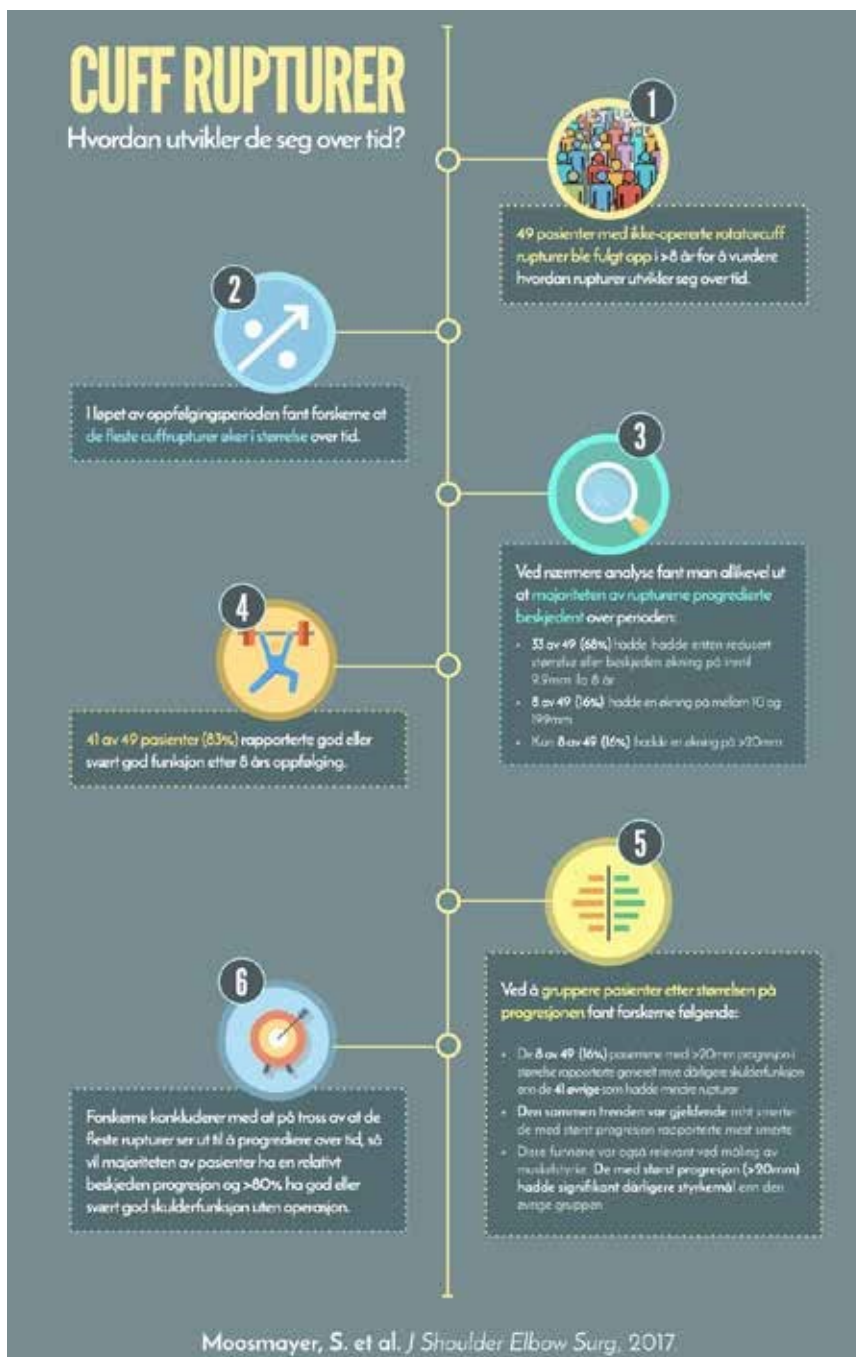 CUFF RUPTURER
Hvordan utvikler de seg over tid?
1
49 pasienter med ikke-opererte rotatorcuff
rupturer ble fulgt opp i >8 år for å vurdere
hvordan rupturer utvikler seg over tid.
2
I løpet av oppfølgingsperioden fant forskerne at
de fleste cuffrupturer øker i størrelse over tid.
3
Ved nærmere analyse fant man allikevel ut
at majoriteten av rupturene progredierte
beskjedent over perioden:
• 33 av 49 (68%) hadde hadde enten redusert
størrelse eller beskjeden økning på inntil
9.9mm ila 8 år
• 8 av 49 (16%) hadde en økning på mellom 10 og
19.9mm
• Kun 8 av 49 (16%) hadde en økning på >20mm
4
41 av 49 pasienter (83%) rapporterte god eller
svært god funksjon etter 8 års oppfølging.
5
Ved å gruppere pasienter etter størrelsen på
progresjonen fant forskerne følgende:
• De 8 av 49 (16%) pasientene med >20mm progresjon i
størrelse rapporterte generelt mye dårligere skulderfunksjon
enn de 41 øvrige som hadde mindre rupturer
• Den sammen trenden var gjeldende mht smerte
de med størst progresjon rapporterte mest smerte
• Disse funnene var også relevant ved måling av
muskelstyrke. De med størst progresjon (>20mm)
hadde signifikant dårligere styrkemål enn den
øvrige gruppen
6
Forskerne konkluderer med at på tross av at de
fleste rupturer ser ut til å progrediere over tid, så
vil majoriteten av pasienter ha en relativt
beskjeden progresjon og >80% ha god eller
svært god skulderfunksjon uten operasjon.
Moosmayer, S. et al. J Shoulder Elbow Surg, 2017.